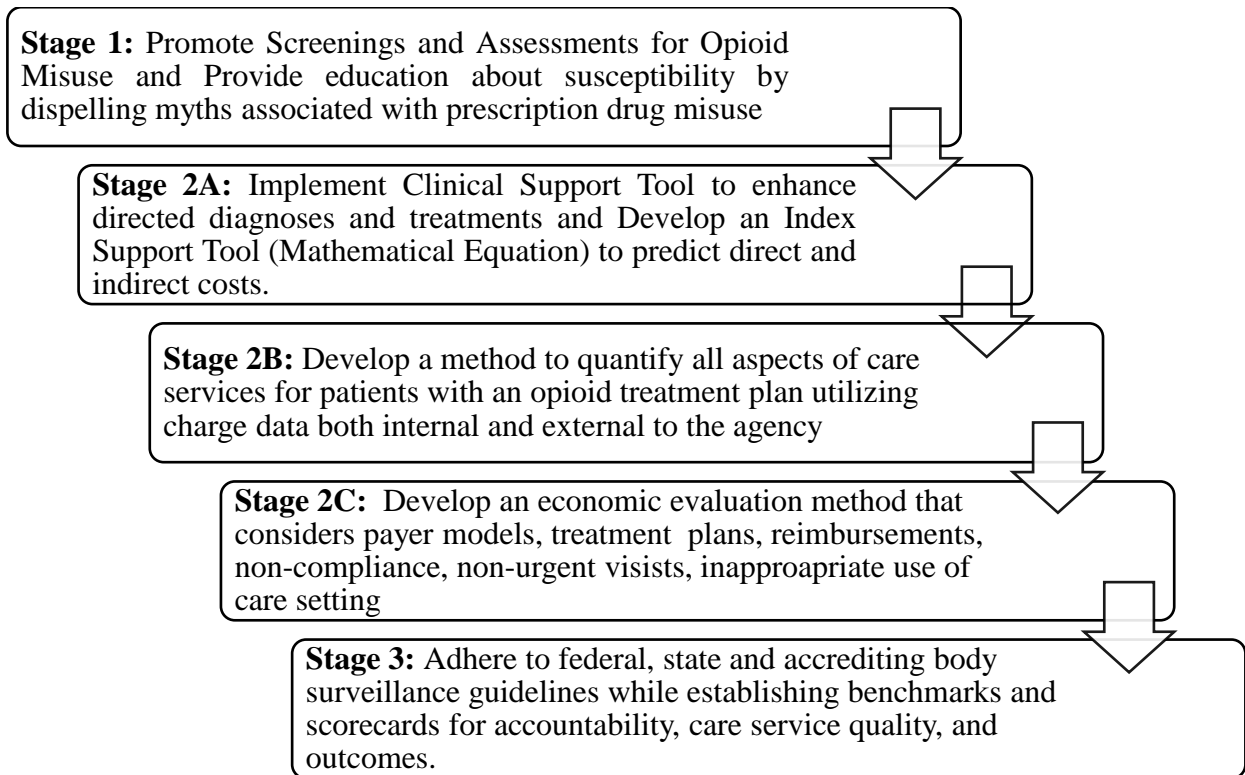 Stage 1: Promote Screenings and Assessments for Opioid
Misuse and Provide education about susceptibility by
dispelling myths associated with prescription drug misuse
Stage 2A: Implement Clinical Support Tool to enhance
directed diagnoses and treatments and Develop an Index
Support Tool (Mathematical Equation) to predict direct and
indirect costs.
Stage 2B: Develop a method to quantify all aspects of care
services for patients with an opioid treatment plan utilizing
charge data both internal and external to the agency
Stage 2C: Develop an economic evaluation method that
considers payer models, treatment plans, reimbursements,
non-compliance, non-urgent visists, inapproapriate use of
care setting
Stage 3: Adhere to federal, state and accrediting body
surveillance guidelines while establishing benchmarks and
scorecards for accountability, care service quality, and
outcomes.